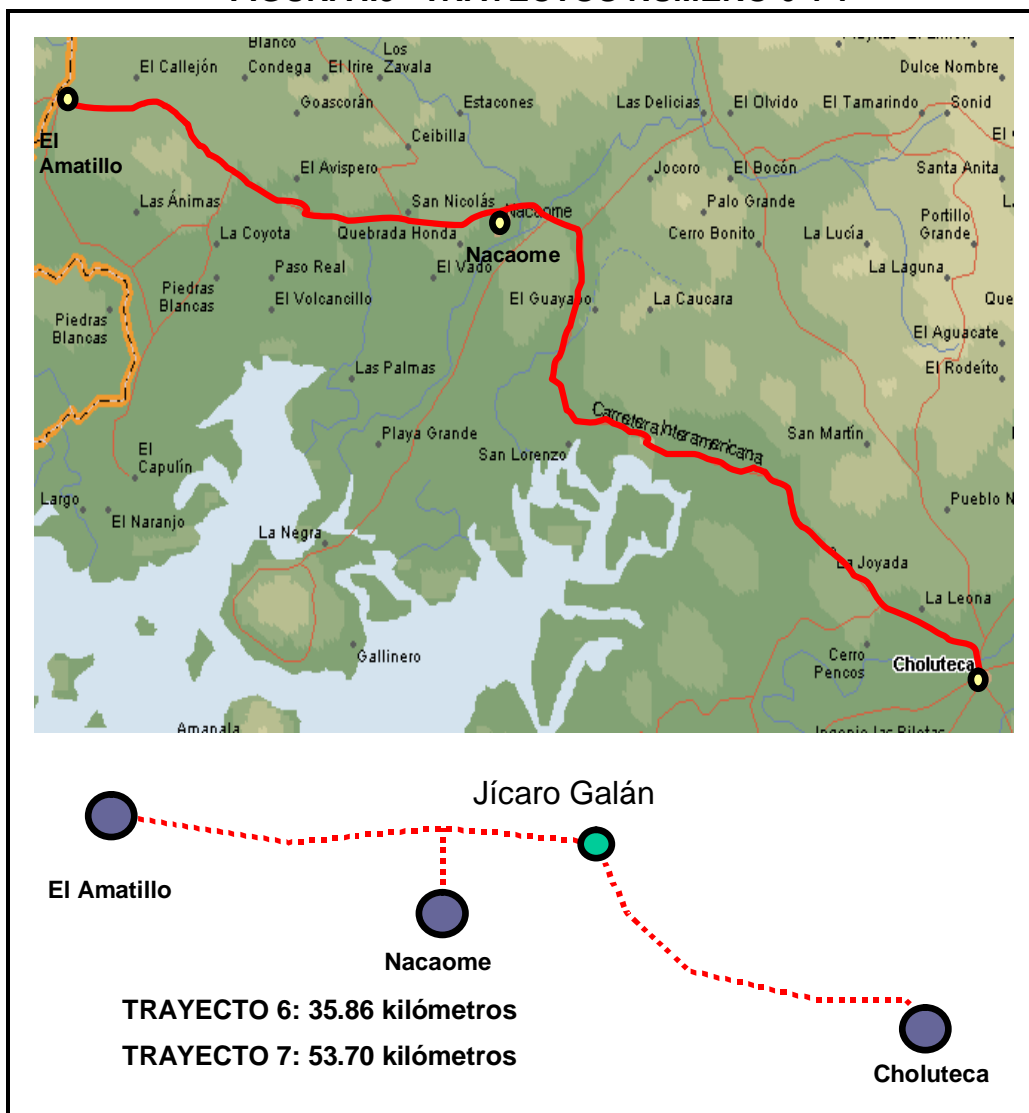 Blanco
Los
El Callejón
Condega
El Irire
Zavala
Dulce Nombre
Goascorán
Estacones
Las Delicias
El Olvido
El Tamarindo
Sonid
El
Amatillo
Ceibilla
El Avispero
Jocoro
El Bocón
Santa Anita
Las Ánimas
San Nicolás
Nacaome
Palo Grande
Portillo
Grande
La Coyota
Quebrada Honda
Nacaome
Cerro Bonito
La Lucía
Piedras
Blancas
Paso Real
El Vado
La Laguna
El Volcancillo
El Guayabo
La Caucara
Que
Piedras
Blancas
El Aguacate
Las Palmas
El Rodeíto
Carretera Interamericana
El
Capulín
Playa Grande
San Lorenzo
San Martín
Largo
El Naranjo
La Negra
Pueblo N
La Joyada
La Leona
Gallinero
Cerro
Pencos
Choluteca
Amapala
Jícaro Galán
El Amatillo
Nacaome
TRAYECTO 6: 35.86 kilómetros
TRAYECTO 7: 53.70 kilómetros
Choluteca